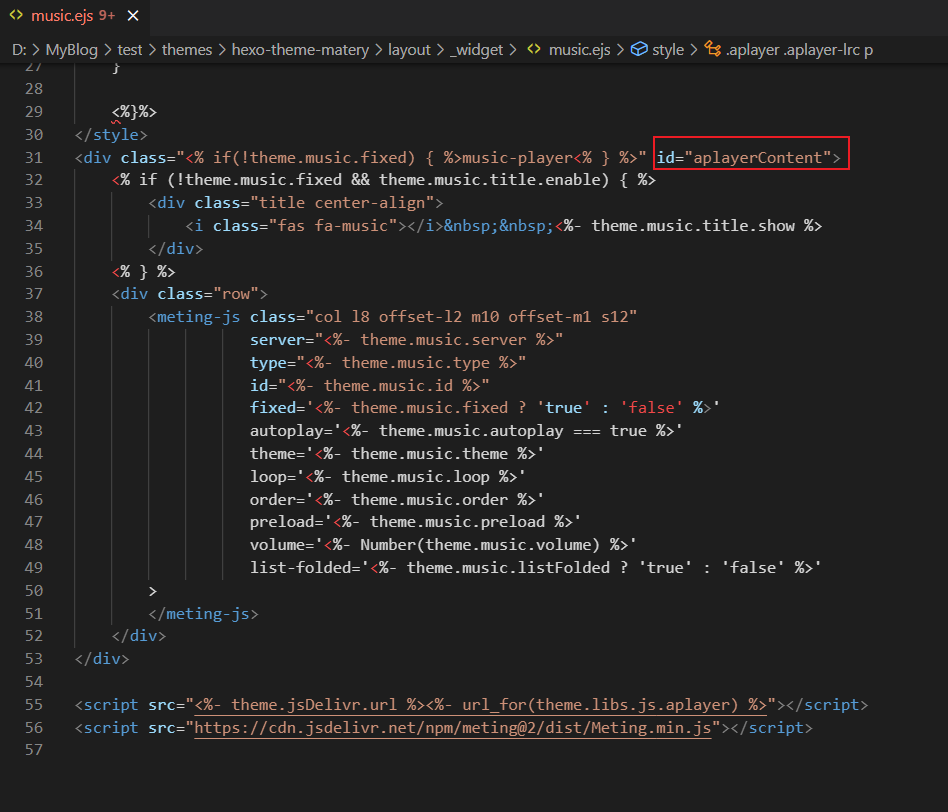 music.ejs 9+
D: > MyBlog > test > themes > hexo-theme-matery > layout > _widget > music.ejs > style > .aplayer .aplayer-lrc p
27 }
28
29 <%}%>
30 </style>
31 <div class="<% if(!theme.music.fixed) { %>music-player<% } %>" id="aplayerContent">
32 <% if (!theme.music.fixed && theme.music.title.enable) { %>
33 <div class="title center-align">
34 <i class="fas fa-music"></i>&nbsp;&nbsp;<%- theme.music.title.show %>
35 </div>
36 <% } %>
37 <div class="row">
38 <meting-js class="col l8 offset-l2 m10 offset-m1 s12"
39 server="<%- theme.music.server %>"
40 type="<%- theme.music.type %>"
41 id="<%- theme.music.id %>"
42 fixed='<%- theme.music.fixed ? 'true' : 'false' %>'
43 autoplay='<%- theme.music.autoplay === true %>'
44 theme='<%- theme.music.theme %>'
45 loop='<%- theme.music.loop %>'
46 order='<%- theme.music.order %>'
47 preload='<%- theme.music.preload %>'
48 volume='<%- Number(theme.music.volume) %>'
49 list-folded='<%- theme.music.listFolded ? 'true' : 'false' %>'
50 >
51 </meting-js>
52 </div>
53 </div>
54
55 <script src="<%- theme.jsDelivr.url %><%- url_for(theme.libs.js.aplayer) %>"></script>
56 <script src="https://cdn.jsdelivr.net/npm/meting@2/dist/Meting.min.js"></script>
57